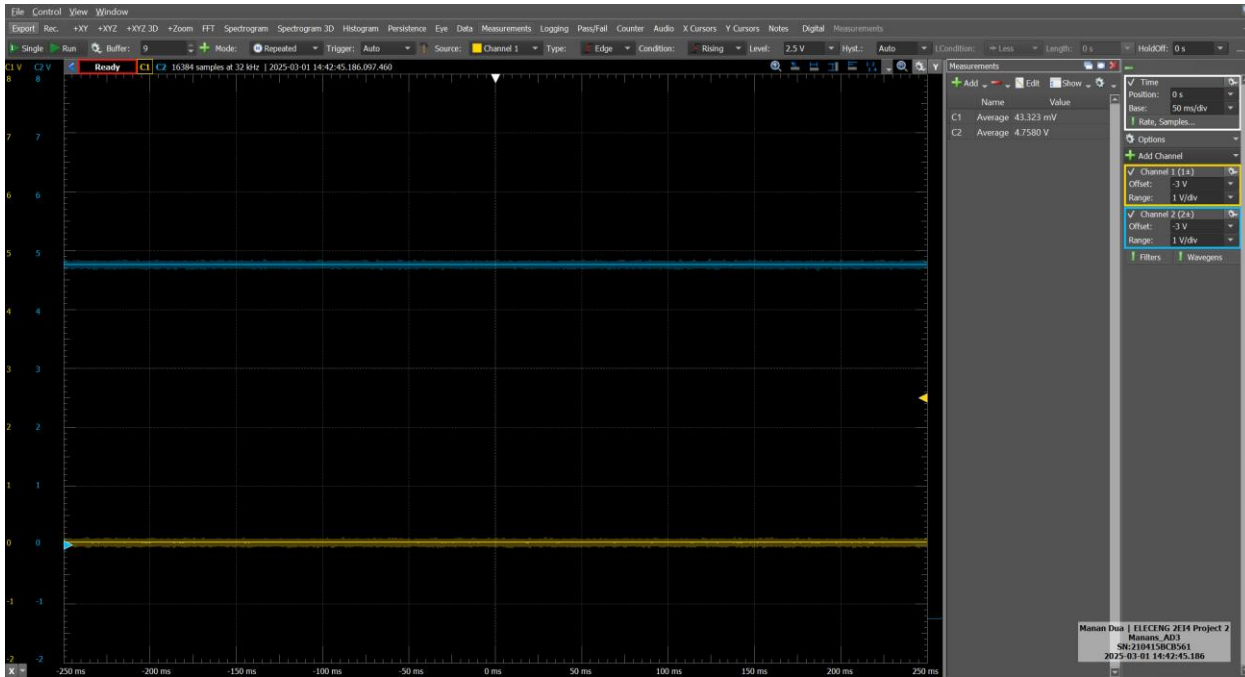 File Control View Window
Export Rec. +XY +XYZ +XYZ 3D +Zoom FFT Spectrogram Spectrogram 3D Histogram Persistence Eye Data Measurements Logging Pass/Fail Counter Audio X Cursors Y Cursors Notes Digital Measurements
Single Run Buffer: 9 Mode: Repeated Trigger: Auto Source: Channel 1 Type: Edge Condition: Rising Level: 2.5 V Hyst.: Auto LCondition: Less Length: 0 s HoldOff: 0 s
C1 V C2 V Ready C1 C2 16384 samples at 32 kHz | 2025-03-01 14:42:45.186.097.460 Y
8 8
7 7
6 6
5 5
4 4
3 3
2 2
1 1
0 0
-1 -1
-2 -2
X -250 ms -200 ms -150 ms -100 ms -50 ms 0 ms 50 ms 100 ms 150 ms 200 ms 250 ms
Measurements
Add Edit Show
Name Value
C1 Average 43.323 mV
C2 Average 4.7580 V
Time
Position: 0 s
Base: 50 ms/div
Rate, Samples...
Options
Add Channel
Channel 1 (1±)
Offset: -3 V
Range: 1 V/div
Channel 2 (2±)
Offset: -3 V
Range: 1 V/div
Filters Wavegens
Manan Dua | ELECENG 2EI4 Project 2
Manans_AD3
SN:210415BCB561
2025-03-01 14:42:45.186